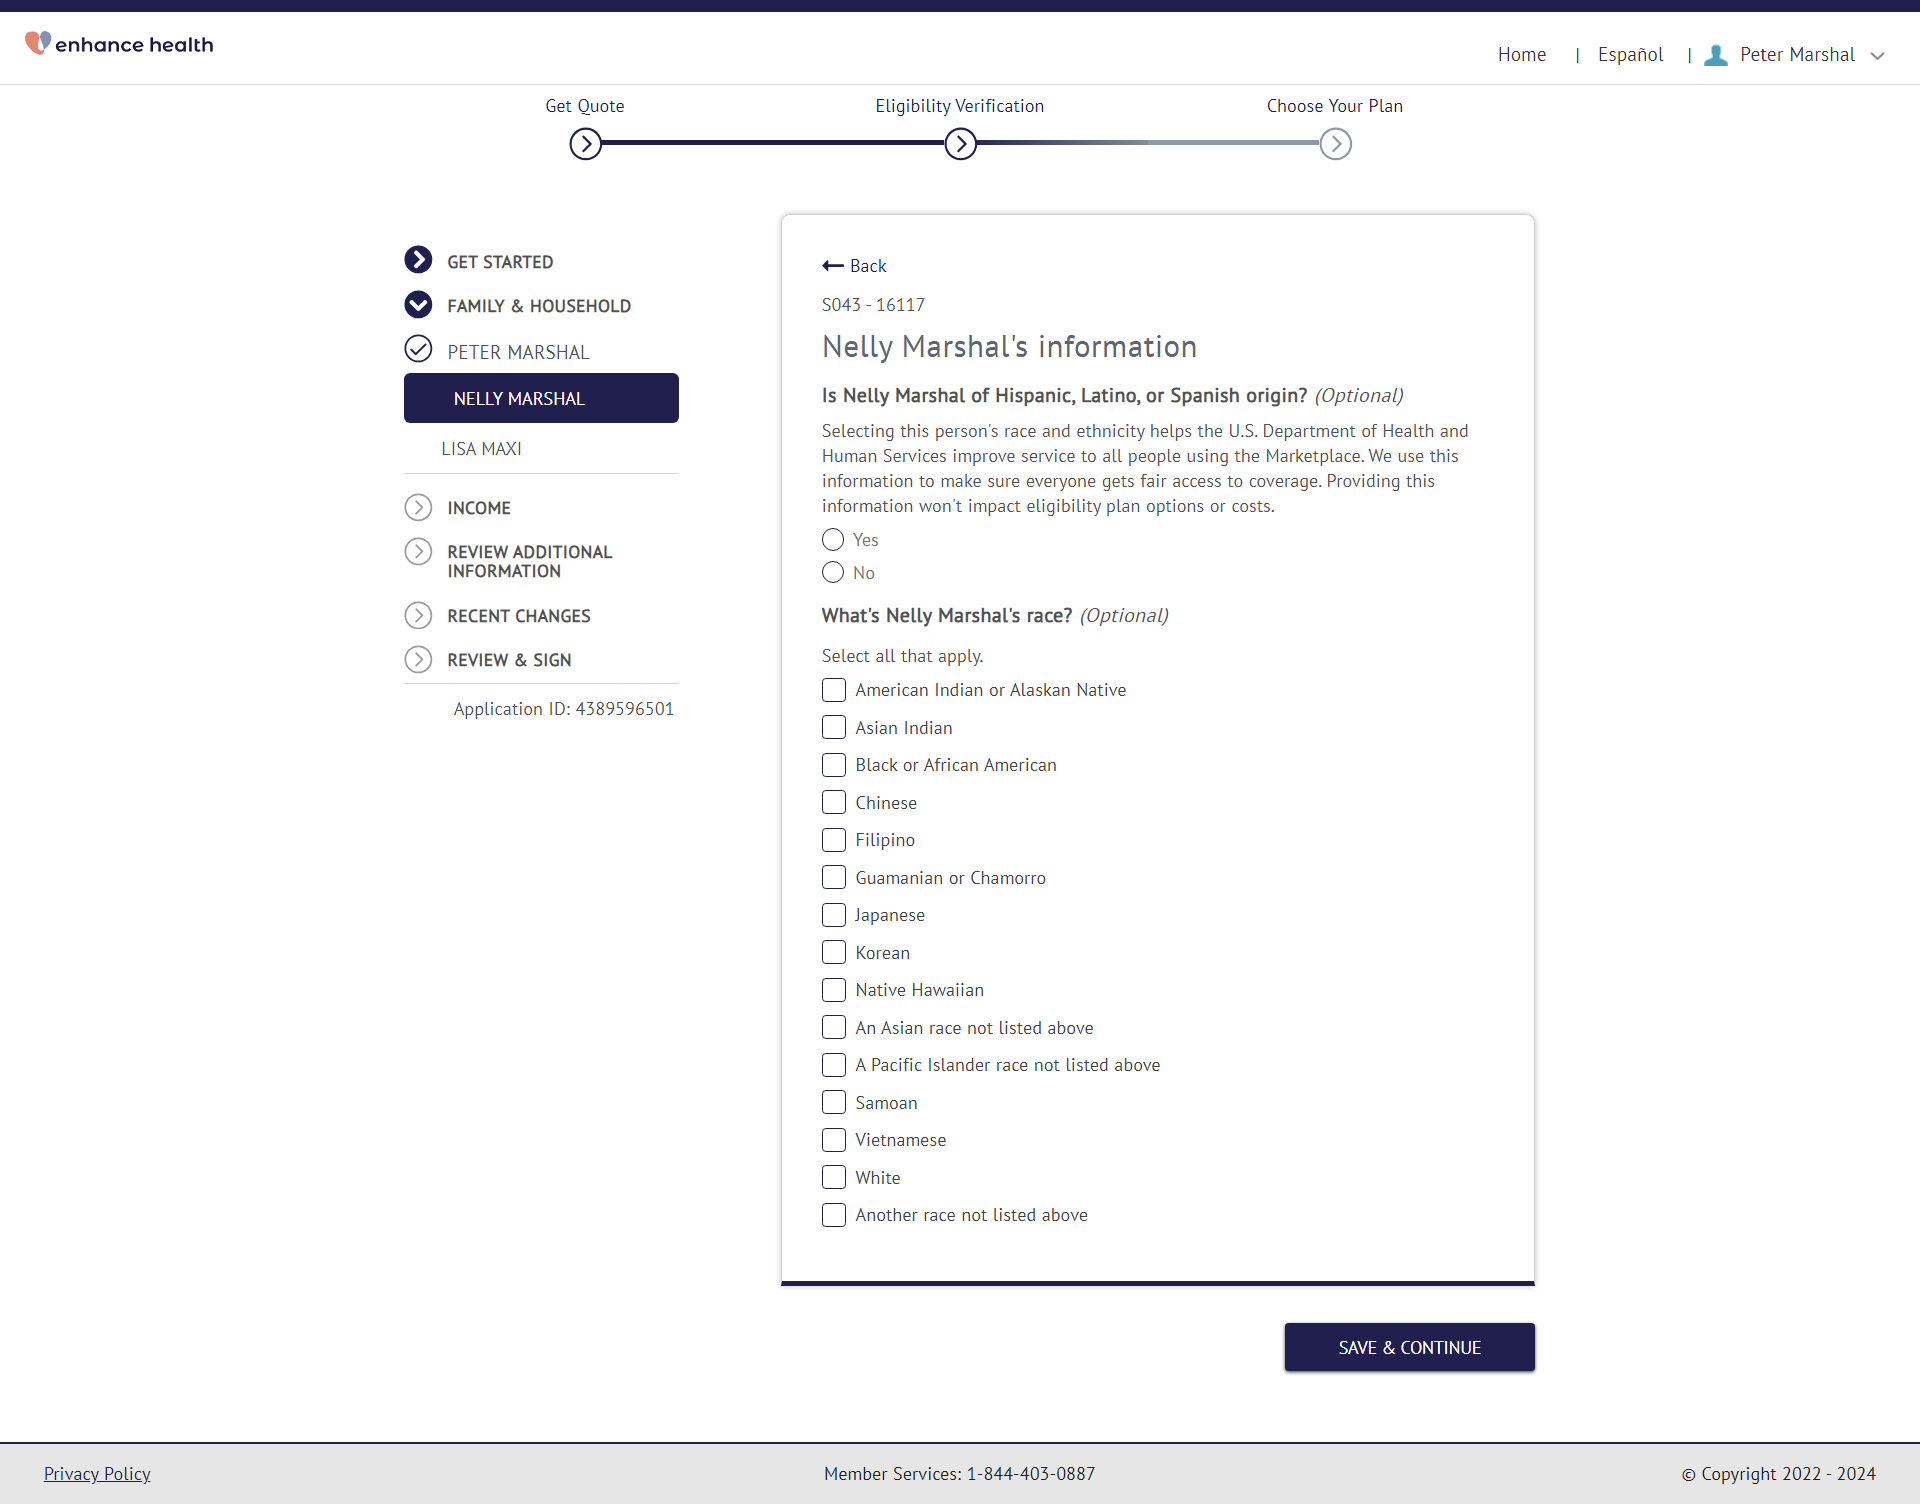 enhance health
Home | Español | Peter Marshal
Get Quote
Eligibility Verification
Choose Your Plan
GET STARTED
FAMILY & HOUSEHOLD
PETER MARSHAL
NELLY MARSHAL
LISA MAXI
INCOME
REVIEW ADDITIONAL
INFORMATION
RECENT CHANGES
REVIEW & SIGN
Application ID: 4389596501
Back
S043 - 16117
Nelly Marshal's information
Is Nelly Marshal of Hispanic, Latino, or Spanish origin? (Optional)
Selecting this person's race and ethnicity helps the U.S. Department of Health and
Human Services improve service to all people using the Marketplace. We use this
information to make sure everyone gets fair access to coverage. Providing this
information won't impact eligibility plan options or costs.
Yes
No
What's Nelly Marshal's race? (Optional)
Select all that apply.
American Indian or Alaskan Native
Asian Indian
Black or African American
Chinese
Filipino
Guamanian or Chamorro
Japanese
Korean
Native Hawaiian
An Asian race not listed above
A Pacific Islander race not listed above
Samoan
Vietnamese
White
Another race not listed above
SAVE & CONTINUE
Privacy Policy
Member Services: 1-844-403-0887
© Copyright 2022 - 2024